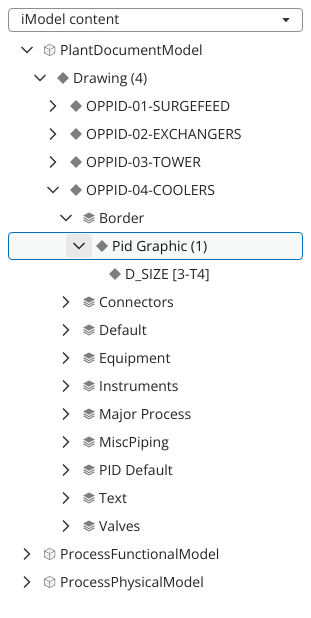 iModel content
PlantDocumentModel
Drawing (4)
OPPID-01-SURGEFEED
OPPID-02-EXCHANGERS
OPPID-03-TOWER
OPPID-04-COOLERS
Border
Pid Graphic (1)
D_SIZE [3-T4]
Connectors
Default
Equipment
Instruments
Major Process
MiscPiping
PID Default
Text
Valves
ProcessFunctionalModel
ProcessPhysicalModel